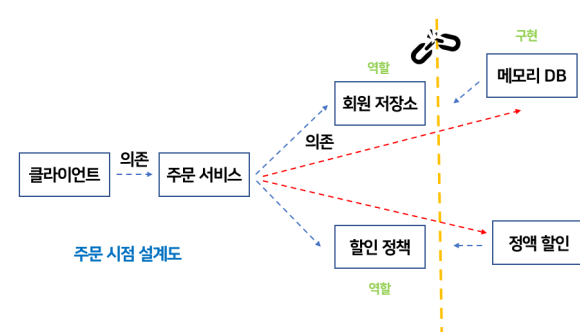 구현
역할
메모리 DB
회원 저장소
의존
의존
클라이언트
주문 서비스
정액 할인
할인 정책
주문 시점 설계도
역할